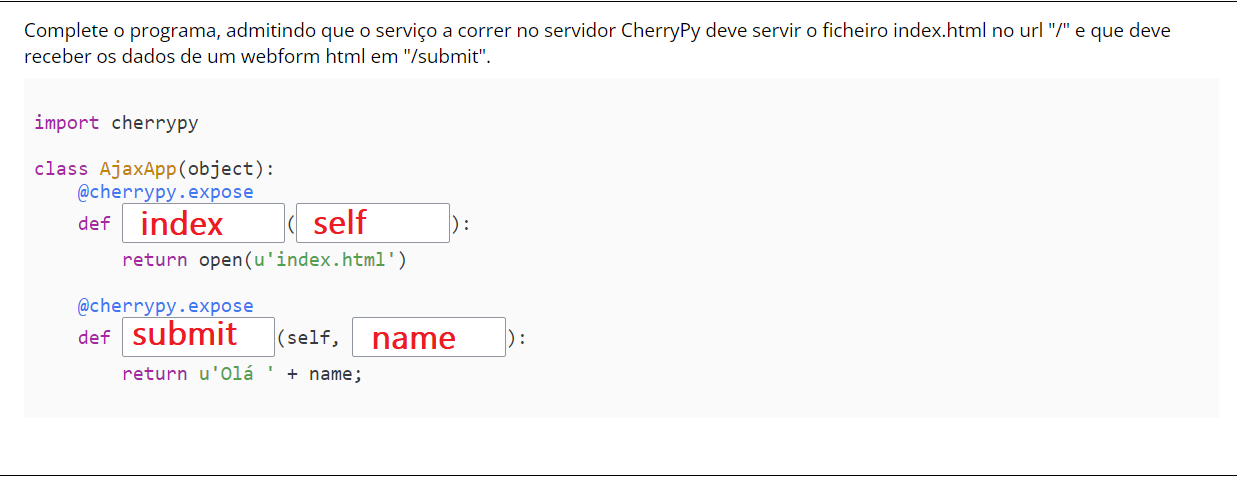 Complete o programa, admitindo que o serviço a correr no servidor CherryPy deve servir o ficheiro index.html no url "/" e que deve
receber os dados de um webform html em "/submit".
import cherrypy
class AjaxApp(object):
@cherrypy.expose
def index (self):
return open(u'index.html')
@cherrypy.expose
def submit (self, name):
return u'Olá ' + name;